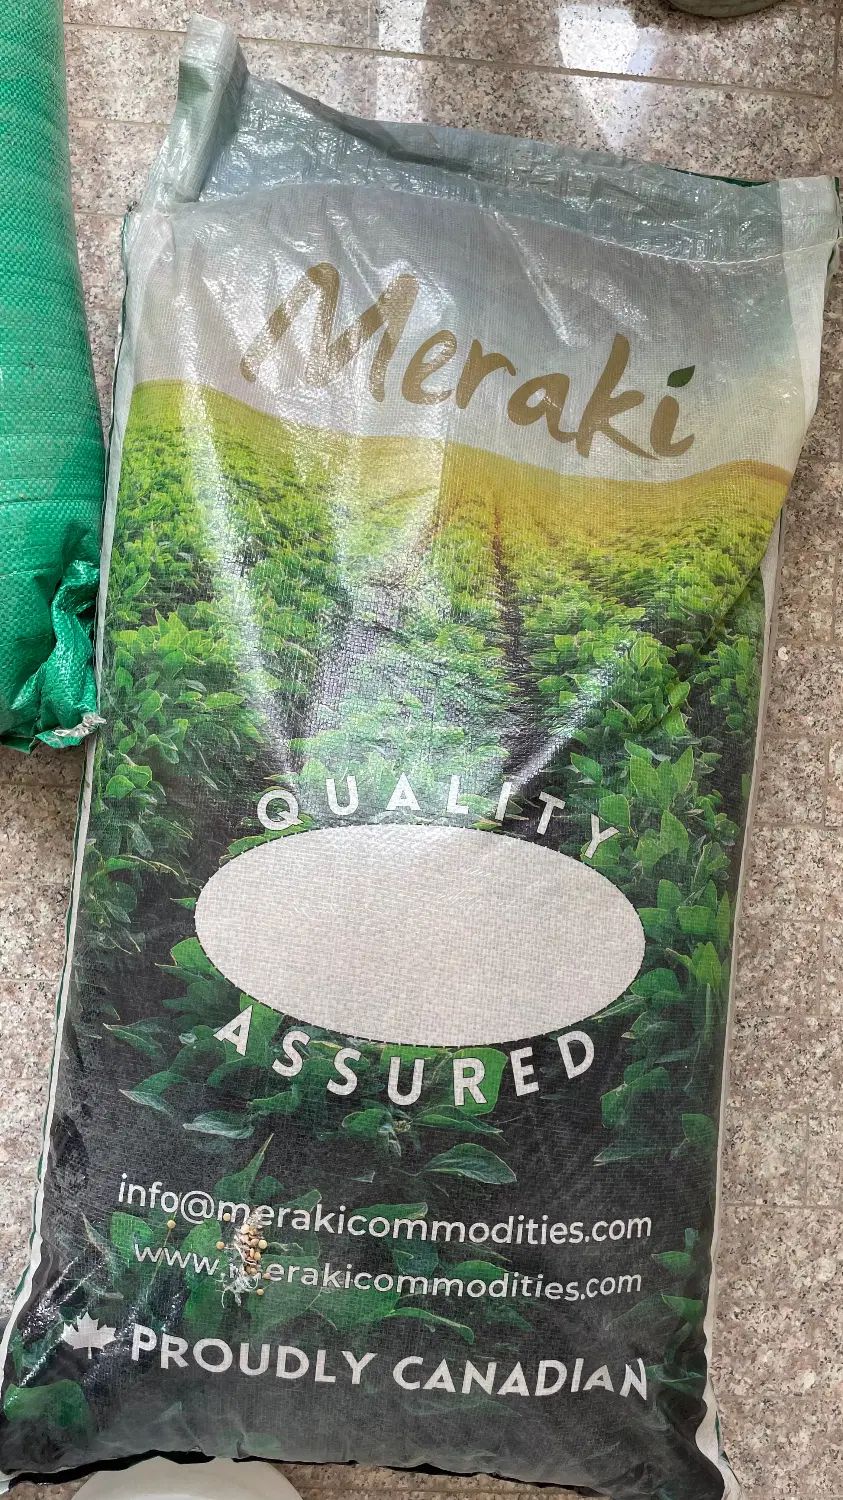 Meraki
QUALITY
ASSURED
info@merakicommodities.com
www.merakicommodities.com
PROUDLY CANADIAN